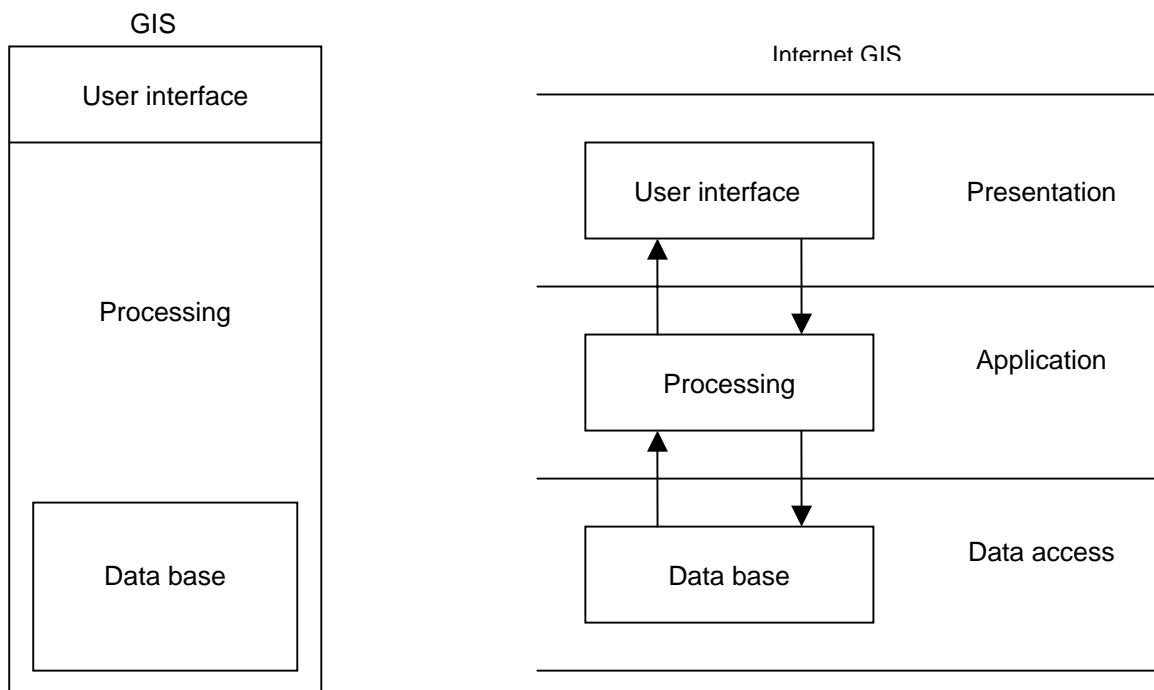 GIS
User interface
Processing
Data base
Internet GIS
User interface
Presentation
Processing
Application
Data base
Data access